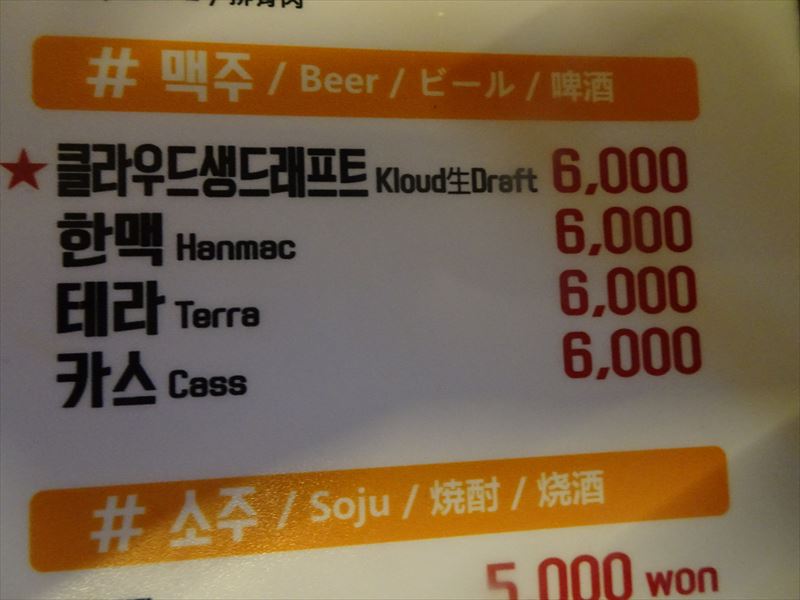 # 맥주 / Beer / ビール / 啤酒
★ 클라우드생드래프트 Kloud生Draft 6,000
한맥 Hanmac 6,000
테라 Terra 6,000
카스 Cass 6,000
# 소주 / Soju / 焼酎 / 烧酒
5,000 won